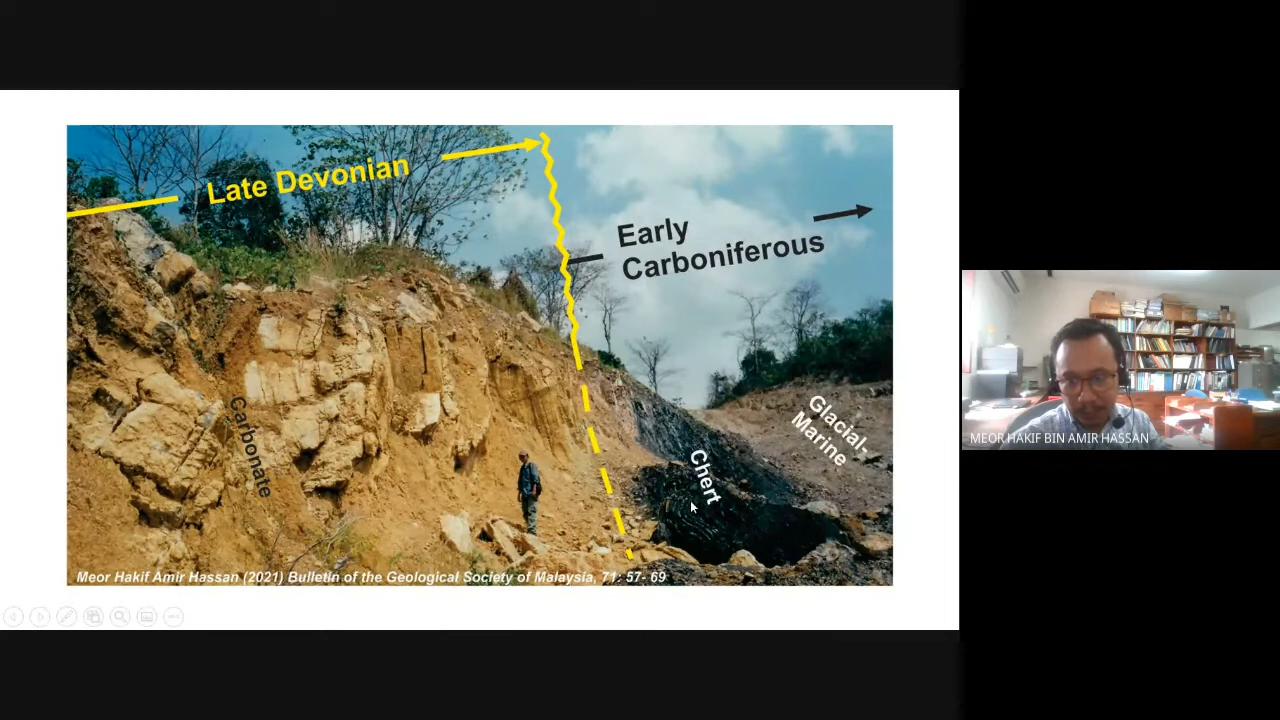 Late Devonian
Early
Carboniferous
Carbonate
Chert
Glacial-
Marine
Meor Hakif Amir Hassan (2021) Bulletin of the Geological Society of Malaysia, 71: 57- 69
MEOR HAKIF BIN AMIR HASSAN